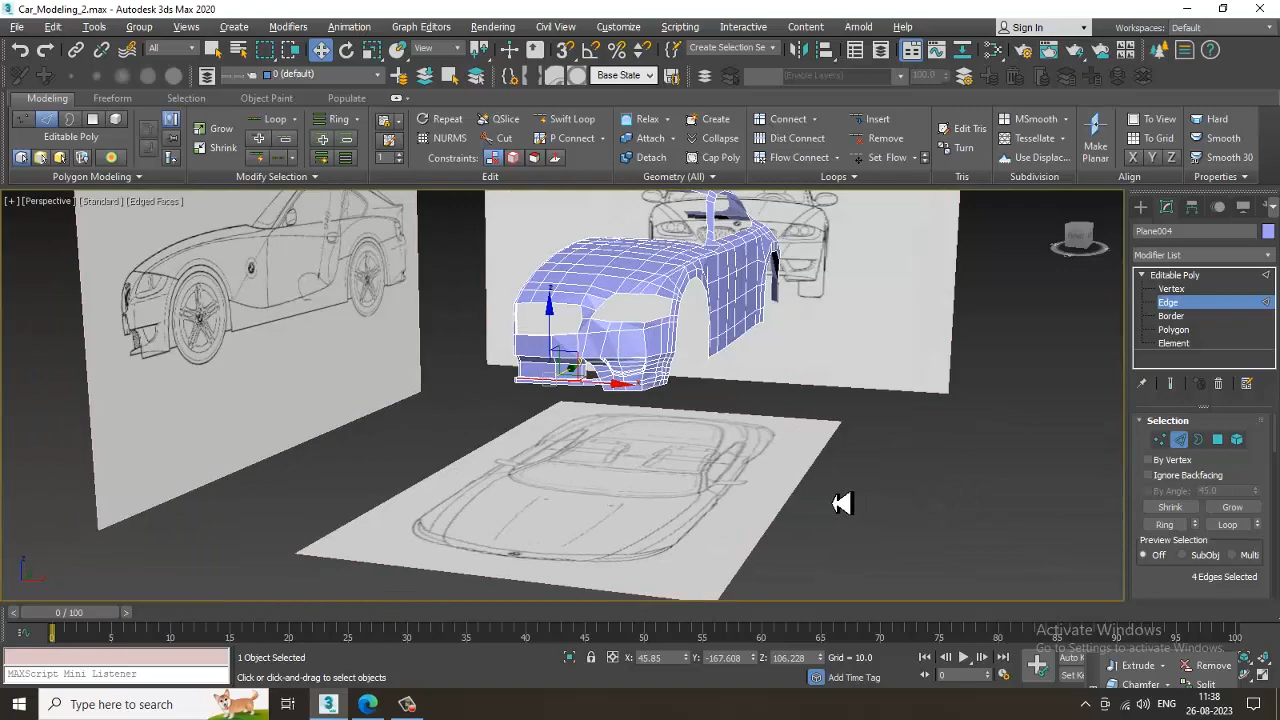 Car_Modeling_2.max - Autodesk 3ds Max 2020
File Edit Tools Group Views Create Modifiers Animation Graph Editors Rendering Civil View Customize Scripting Interactive Content Arnold Help Sign In Workspaces: Default
All View Create Selection Se
0 (default) Base State Enable Layers 100.0
Modeling Freeform Selection Object Paint Populate
Grow Loop Ring Repeat QSlice Swift Loop Relax Create Connect Insert Edit Tris MSmooth To View Hard
Editable Poly Shrink NURMS Cut P Connect Attach Collapse Dist Connect Remove Turn Tessellate Make Planar To Grid Smooth
1 Constraints: Detach Cap Poly Flow Connect Set Flow Use Displac... X Y Z Smooth 30
Polygon Modeling Modify Selection Edit Geometry (All) Loops Tris Subdivision Align Properties
[+] [Perspective] [Standard] [Edged Faces]
Plane004
Modifier List
Editable Poly
Vertex
Edge
Border
Polygon
Element
Selection
By Vertex
Ignore Backfacing
By Angle: 45.0
Shrink Grow
Ring Loop
Preview Selection
Off SubObj Multi
4 Edges Selected
0 / 100
0 5 10 15 20 25 30 35 40 45 50 55 60 65 70 75 80 85 90 95 100
Activate Windows
Go to Settings to activate Windows.
1 Object Selected X: 45.85 Y: -167.608 Z: 106.228 Grid = 10.0 Auto K
MAXScript Mini Listener Click or click-and-drag to select objects Add Time Tag 0 Set K Extrude Remove
Chamfer Split
Type here to search ENG 11:38
26-08-2023